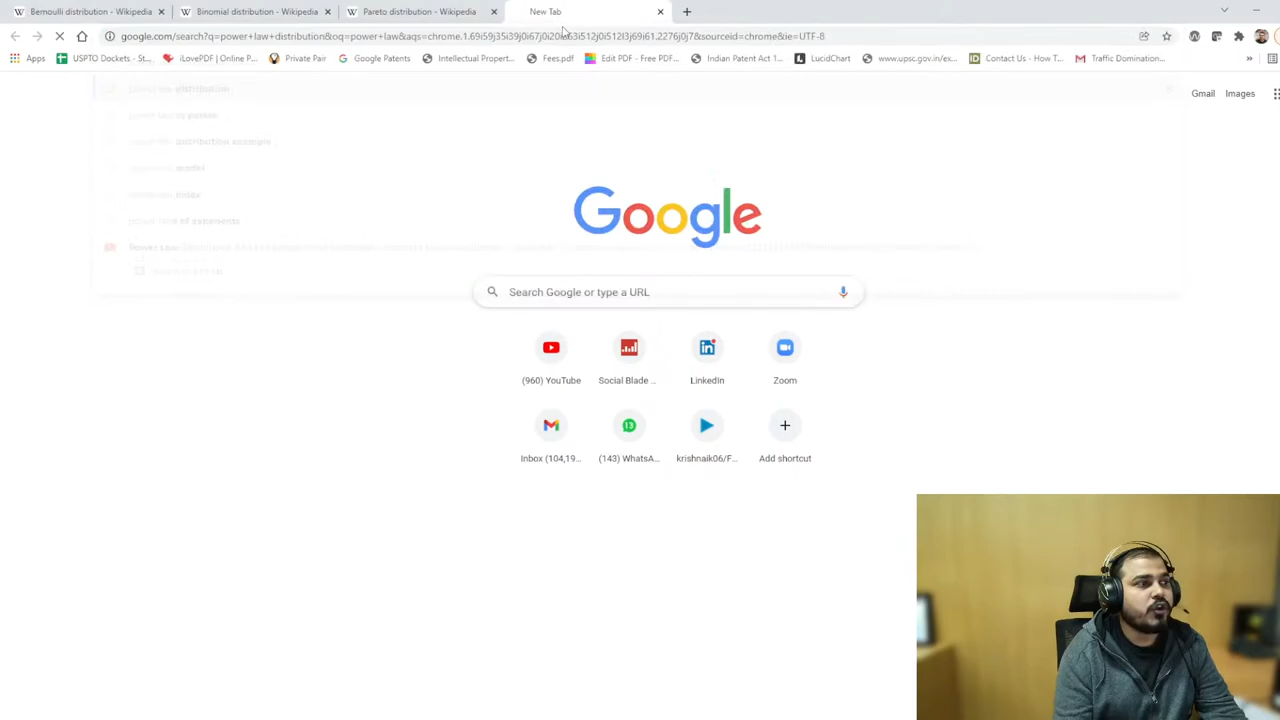 Bernoulli distribution - Wikipedia
Binomial distribution - Wikipedia
Pareto distribution - Wikipedia
New Tab
google.com/search?q=power+law+distribution&oq=power+law&aqs=chrome.1.69i59j35i39j0i67j0i20i263i512j0i512l3j69i61.2276j0j7&sourceid=chrome&ie=UTF-8
Apps
USPTO Dockets - St...
iLovePDF | Online P...
Private Pair
Google Patents
Intellectual Propert...
Fees.pdf
Edit PDF - Free PDF...
Indian Patent Act 1...
LucidChart
www.upsc.gov.in/ex...
Contact Us - How T...
Traffic Domination...
»
Gmail
Images
Google
Search Google or type a URL
(960) YouTube
Social Blade ...
LinkedIn
Zoom
Inbox (104,19...
(143) WhatsA...
krishnaik06/F...
Add shortcut